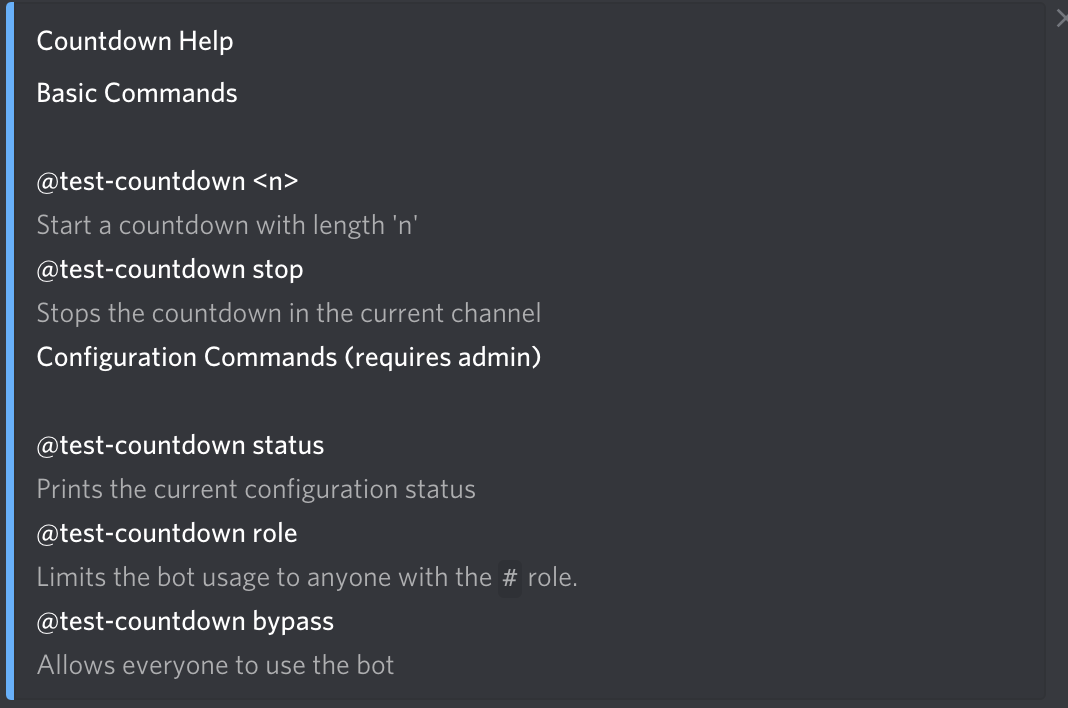 Countdown Help
Basic Commands
@test-countdown <n>
Start a countdown with length 'n'
@test-countdown stop
Stops the countdown in the current channel
Configuration Commands (requires admin)
@test-countdown status
Prints the current configuration status
@test-countdown role
Limits the bot usage to anyone with the # role.
@test-countdown bypass
Allows everyone to use the bot